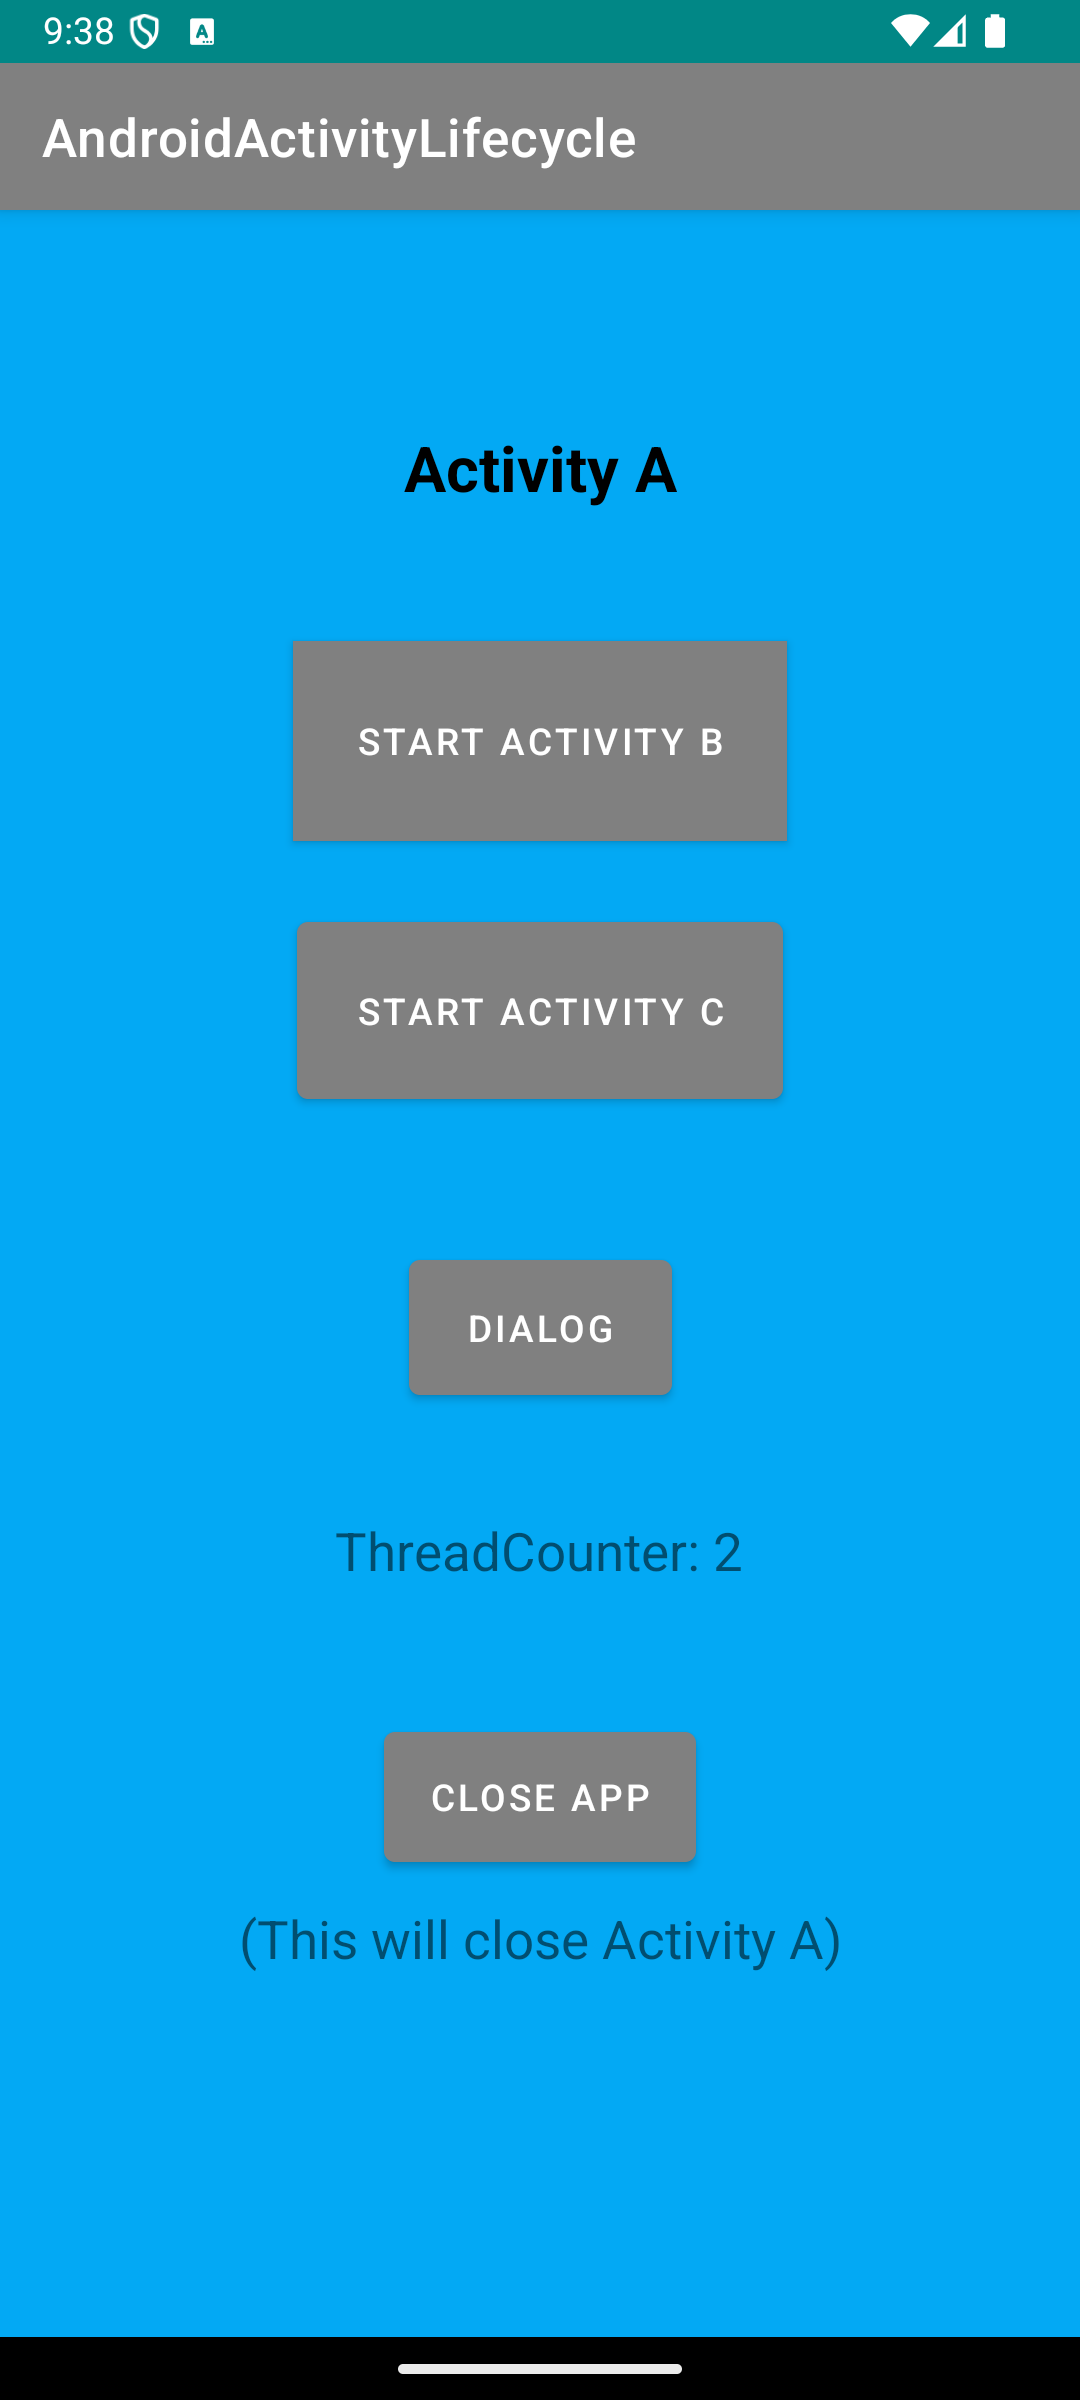 9:38
AndroidActivityLifecycle
Activity A
START ACTIVITY B
START ACTIVITY C
DIALOG
ThreadCounter: 2
CLOSE APP
(This will close Activity A)